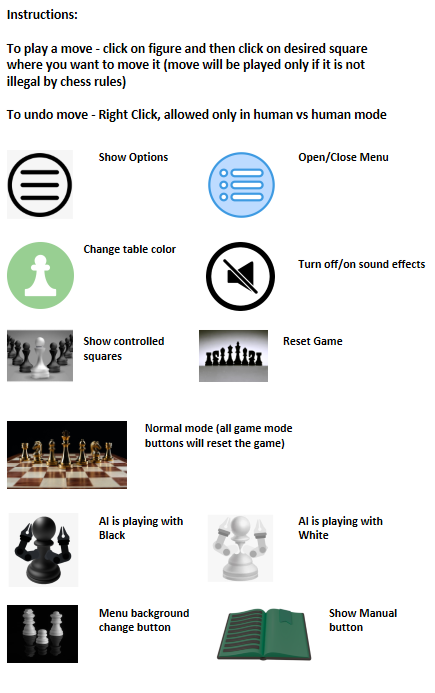 Instructions:
To play a move - click on figure and then click on desired square
where you want to move it (move will be played only if it is not
illegal by chess rules)
To undo move - Right Click, allowed only in human vs human mode
Show Options
Open/Close Menu
Change table color
Turn off/on sound effects
Show controlled
squares
Reset Game
Normal mode (all game mode
buttons will reset the game)
AI is playing with
Black
AI is playing with
White
Menu background
change button
Show Manual
button